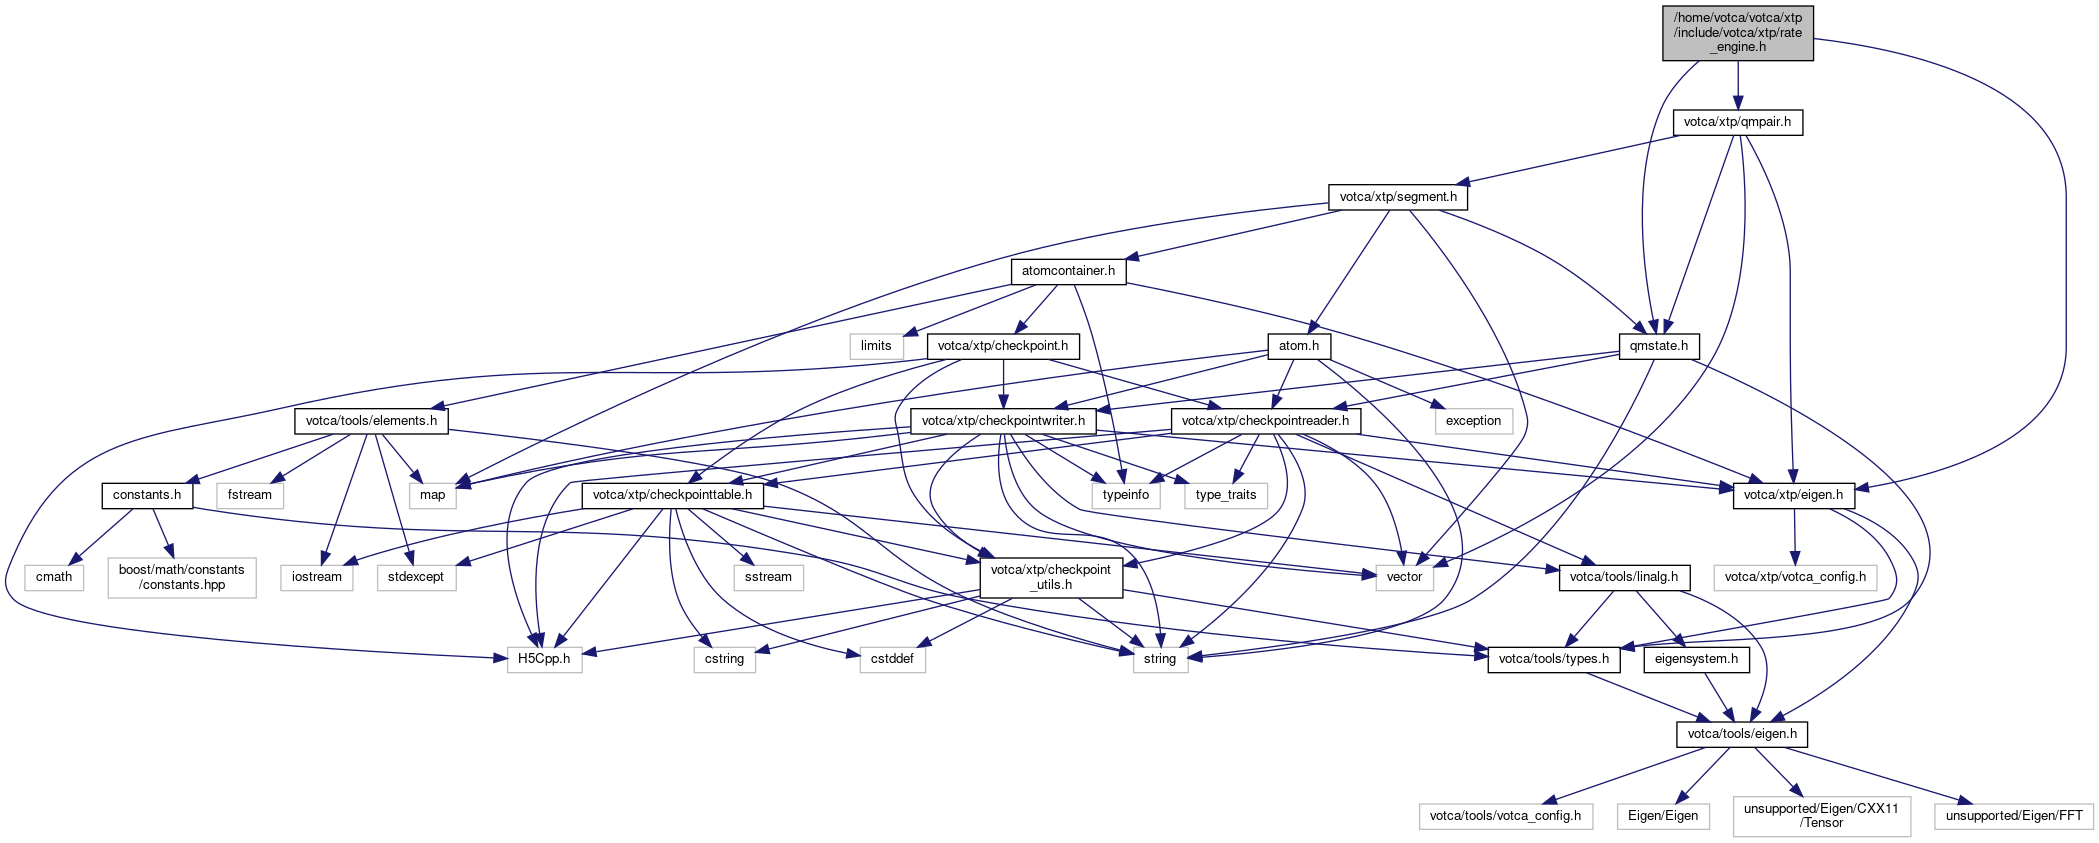 /home/votca/votca/xtp
/include/votca/xtp/rate
_engine.h
votca/xtp/qmpair.h
votca/xtp/segment.h
atomcontainer.h
limits
votca/xtp/checkpoint.h
atom.h
qmstate.h
votca/tools/elements.h
votca/xtp/checkpointwriter.h
votca/xtp/checkpointreader.h
exception
constants.h
fstream
map
votca/xtp/checkpointtable.h
typeinfo
type_traits
votca/xtp/eigen.h
cmath
boost/math/constants
/constants.hpp
iostream
stdexcept
sstream
votca/xtp/checkpoint
_utils.h
vector
votca/tools/linalg.h
votca/xtp/votca_config.h
H5Cpp.h
cstring
cstddef
string
votca/tools/types.h
eigensystem.h
votca/tools/eigen.h
votca/tools/votca_config.h
Eigen/Eigen
unsupported/Eigen/CXX11
/Tensor
unsupported/Eigen/FFT